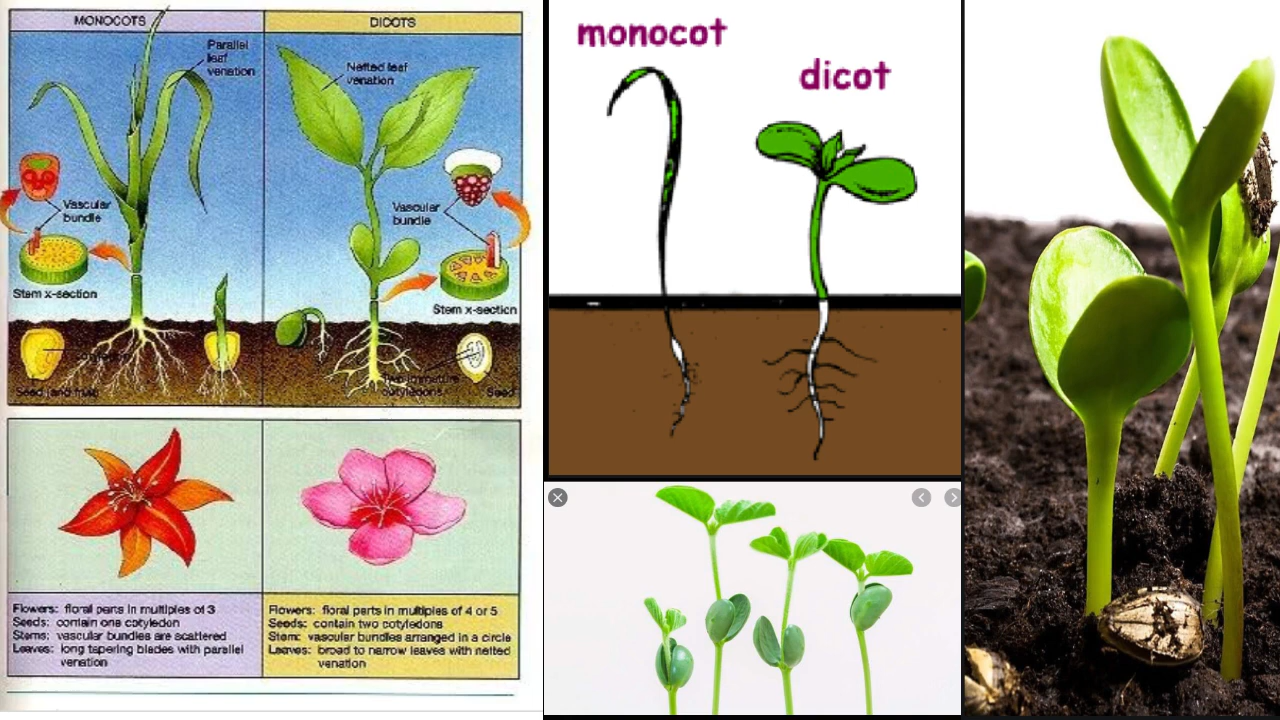 MONOCOTS
DICOTS
Parallel
leaf
venation
Netted leaf
venation
Vascular
bundle
Vascular
bundle
Stem x-section
Stem x-section
Seed (and fruit)
cotyledons
Seed
Flowers: floral parts in multiples of 3
Seeds: contain one cotyledon
Stems: vascular bundles are scattered
Leaves: long tapering blades with parallel
venation
Flowers: floral parts in multiples of 4 or 5
Seeds: contain two cotyledons
Stem: vascular bundles arranged in a circle
Leaves: broad to narrow leaves with netted
venation
monocot
dicot